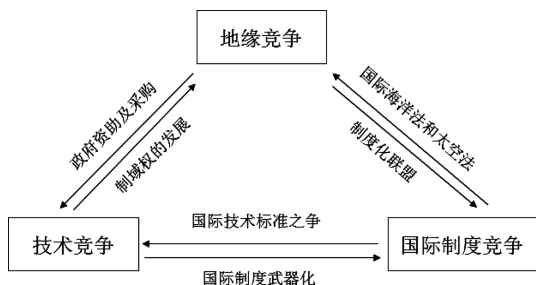 地缘竞争
政府资助及采购
制域权的发展
国际海洋法和太空法
制度化联盟
技术竞争
国际技术标准之争
国际制度武器化
国际制度竞争